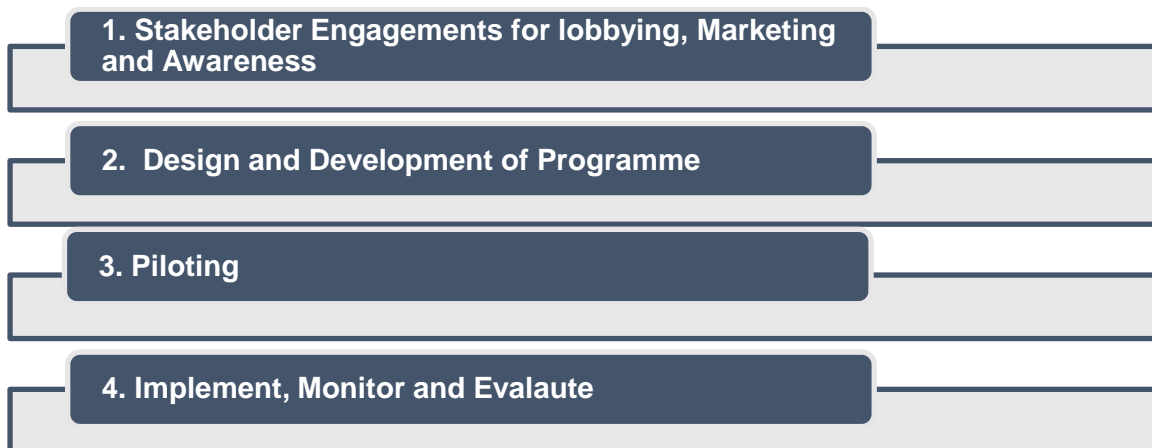 1. Stakeholder Engagements for lobbying, Marketing
and Awareness
2. Design and Development of Programme
3. Piloting
4. Implement, Monitor and Evalaute